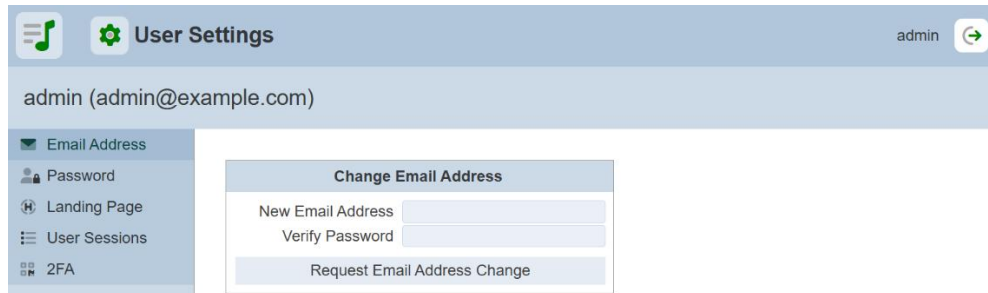 User Settings
admin
admin (admin@example.com)
Email Address
Password
Landing Page
User Sessions
2FA
Change Email Address
New Email Address
Verify Password
Request Email Address Change